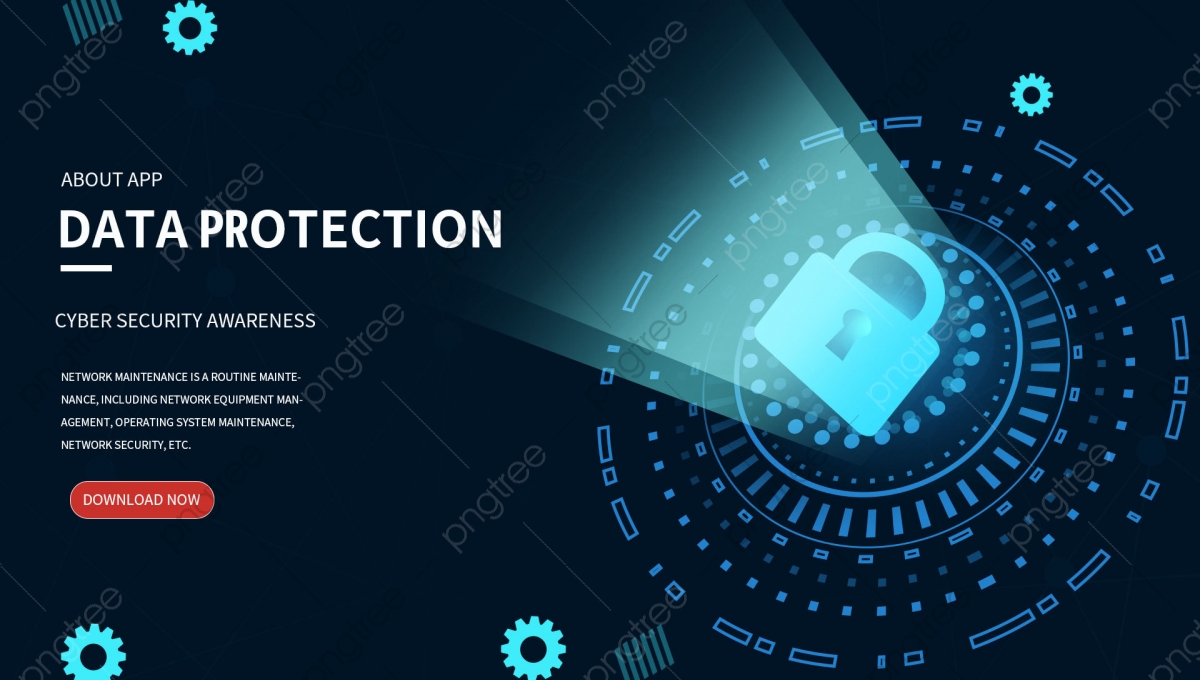 ABOUT APP
DATA PROTECTION
CYBER SECURITY AWARENESS
NETWORK MAINTENANCE IS A ROUTINE MAINTE-
NANCE, INCLUDING NETWORK EQUIPMENT MAN-
AGEMENT, OPERATING SYSTEM MAINTENANCE,
NETWORK SECURITY, ETC.
DOWNLOAD NOW
pngtree